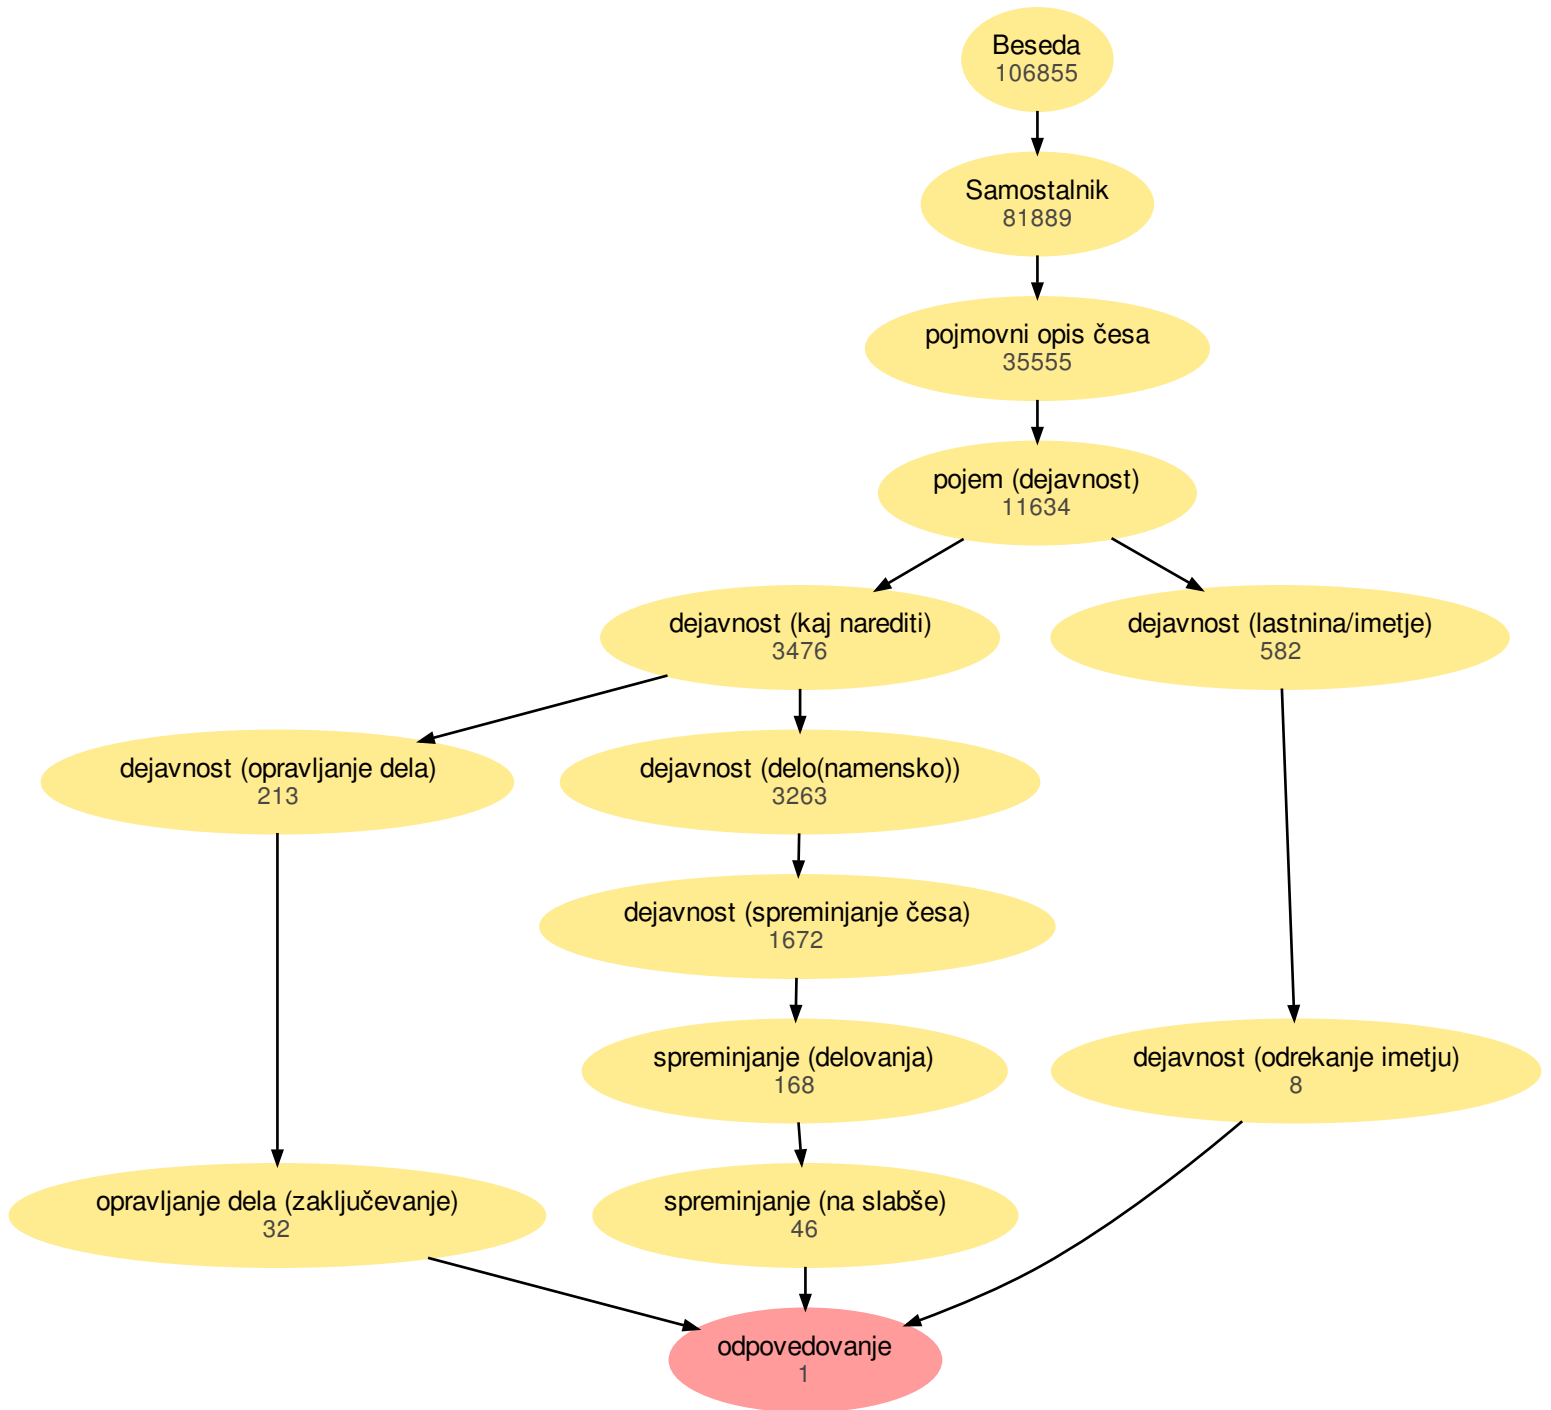 Beseda
106855
Samostalnik
81889
pojmovni opis česa
35555
pojem (dejavnost)
11634
dejavnost (kaj narediti)
3476
dejavnost (lastnina/imetje)
582
dejavnost (opravljanje dela)
213
dejavnost (delo(namensko))
3263
dejavnost (spreminjanje česa)
1672
spreminjanje (delovanja)
168
dejavnost (odrekanje imetju)
8
opravljanje dela (zaključevanje)
32
spreminjanje (na slabše)
46
odpovedovanje
1